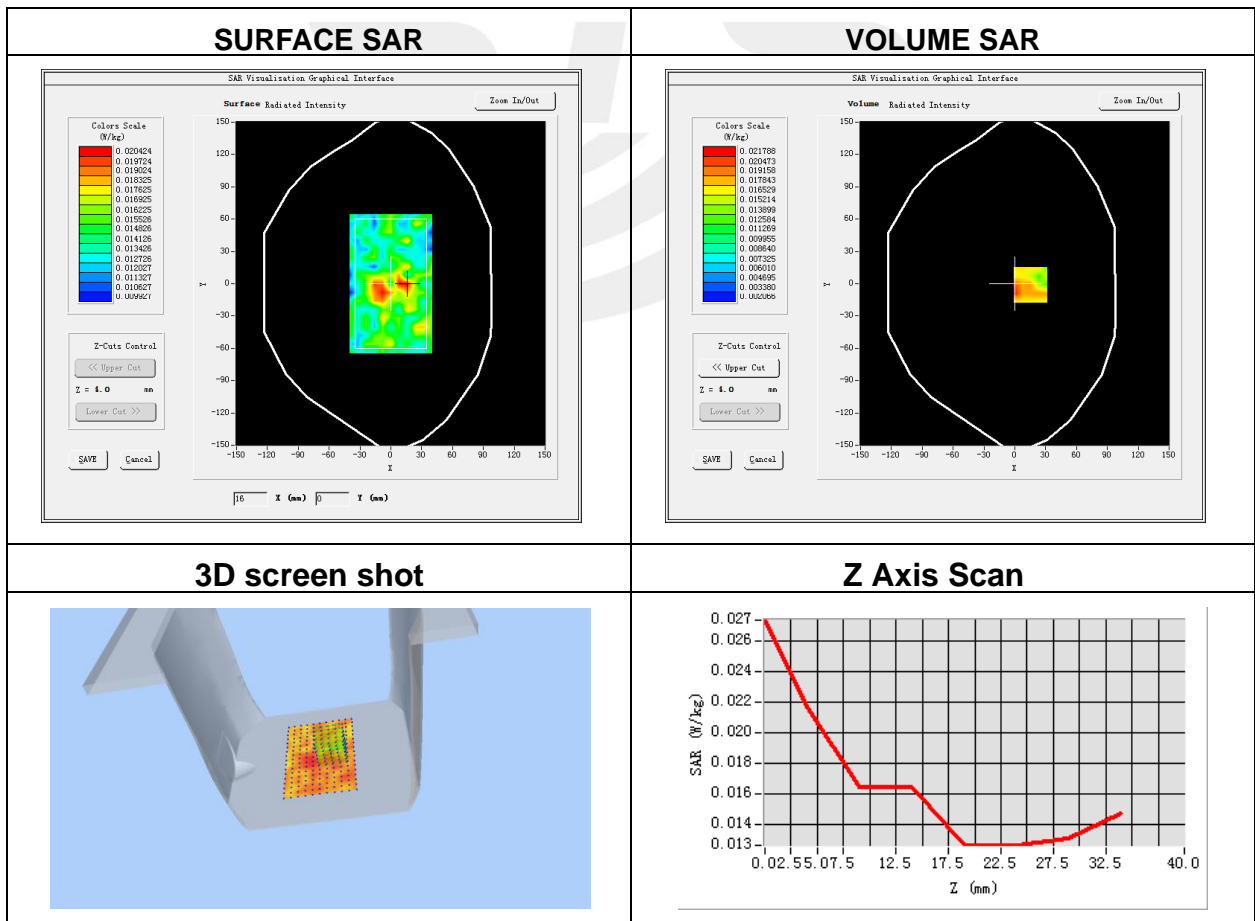 SURFACE SAR
VOLUME SAR
SAR Visualisation Graphical Interface
Surface Radiated Intensity
Zoom In/Out
Colors Scale
(W/kg)
0.020424
0.019724
0.019024
0.018325
0.017625
0.016925
0.016225
0.015526
0.014826
0.014126
0.013426
0.012726
0.012027
0.011327
0.010627
0.009927
Z-Cuts Control
<< Upper Cut
Z = 4.0 mm
Lower Cut >>
SAVE Cancel
150
120
90
60
30
0
-30
-60
-90
-120
-150
Y
-150 -120 -90 -60 -30 0 30 60 90 120 150
X
16 X (mm) 0 Y (mm)
SAR Visualisation Graphical Interface
Volume Radiated Intensity
Zoom In/Out
Colors Scale
(W/kg)
0.021788
0.020473
0.019158
0.017843
0.016529
0.015214
0.013899
0.012584
0.011269
0.009955
0.008640
0.007325
0.006010
0.004695
0.003380
0.002066
Z-Cuts Control
<< Upper Cut
Z = 4.0 mm
Lower Cut >>
SAVE Cancel
150
120
90
60
30
0
-30
-60
-90
-120
-150
Y
-150 -120 -90 -60 -30 0 30 60 90 120 150
X
3D screen shot
Z Axis Scan
0.027
0.026
0.024
0.022
0.020
0.018
0.016
0.014
0.013
SAR (W/kg)
0.0 2.5 5.0 7.5 12.5 17.5 22.5 27.5 32.5 40.0
Z (mm)